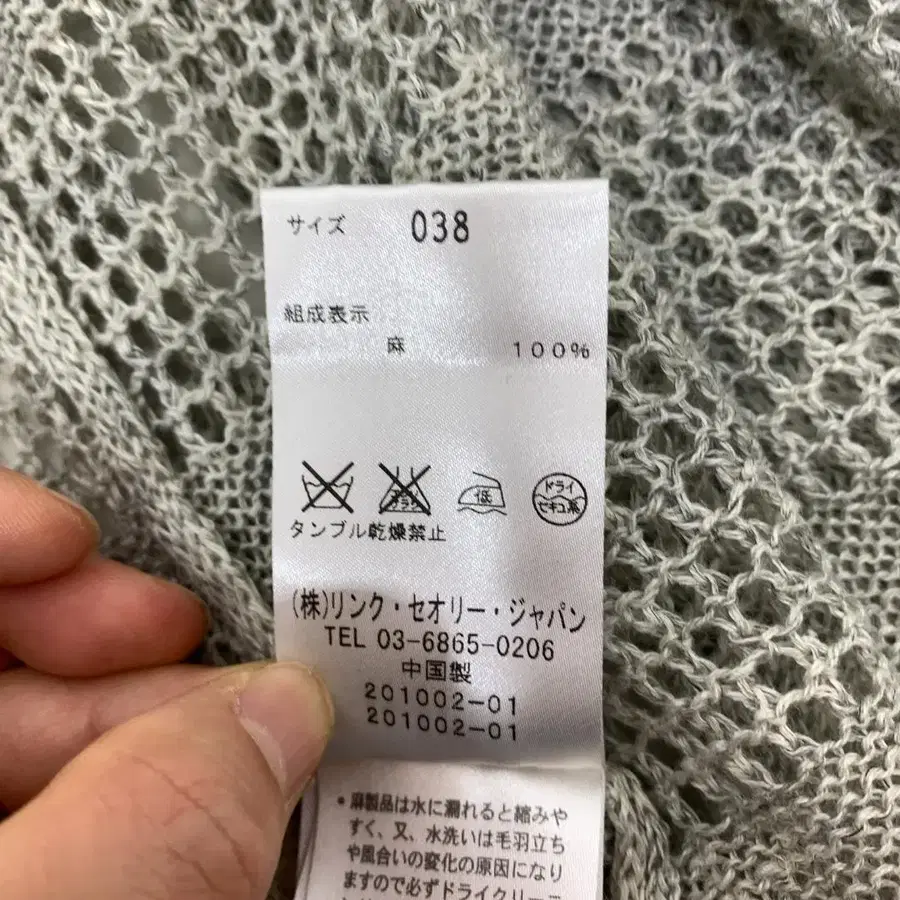 サイズ 038
組成表示
麻 100%
低 ドライ
セキユ系
タンブル乾燥禁止
(株)リンク・セオリー・ジャパン
TEL 03-6865-0206
中国製
201002-01
201002-01
*麻製品は水に濡れると縮みや
すく、又、水洗いは毛羽立ち
や風合いの変化の原因になり
ますので必ずドライクリーニ